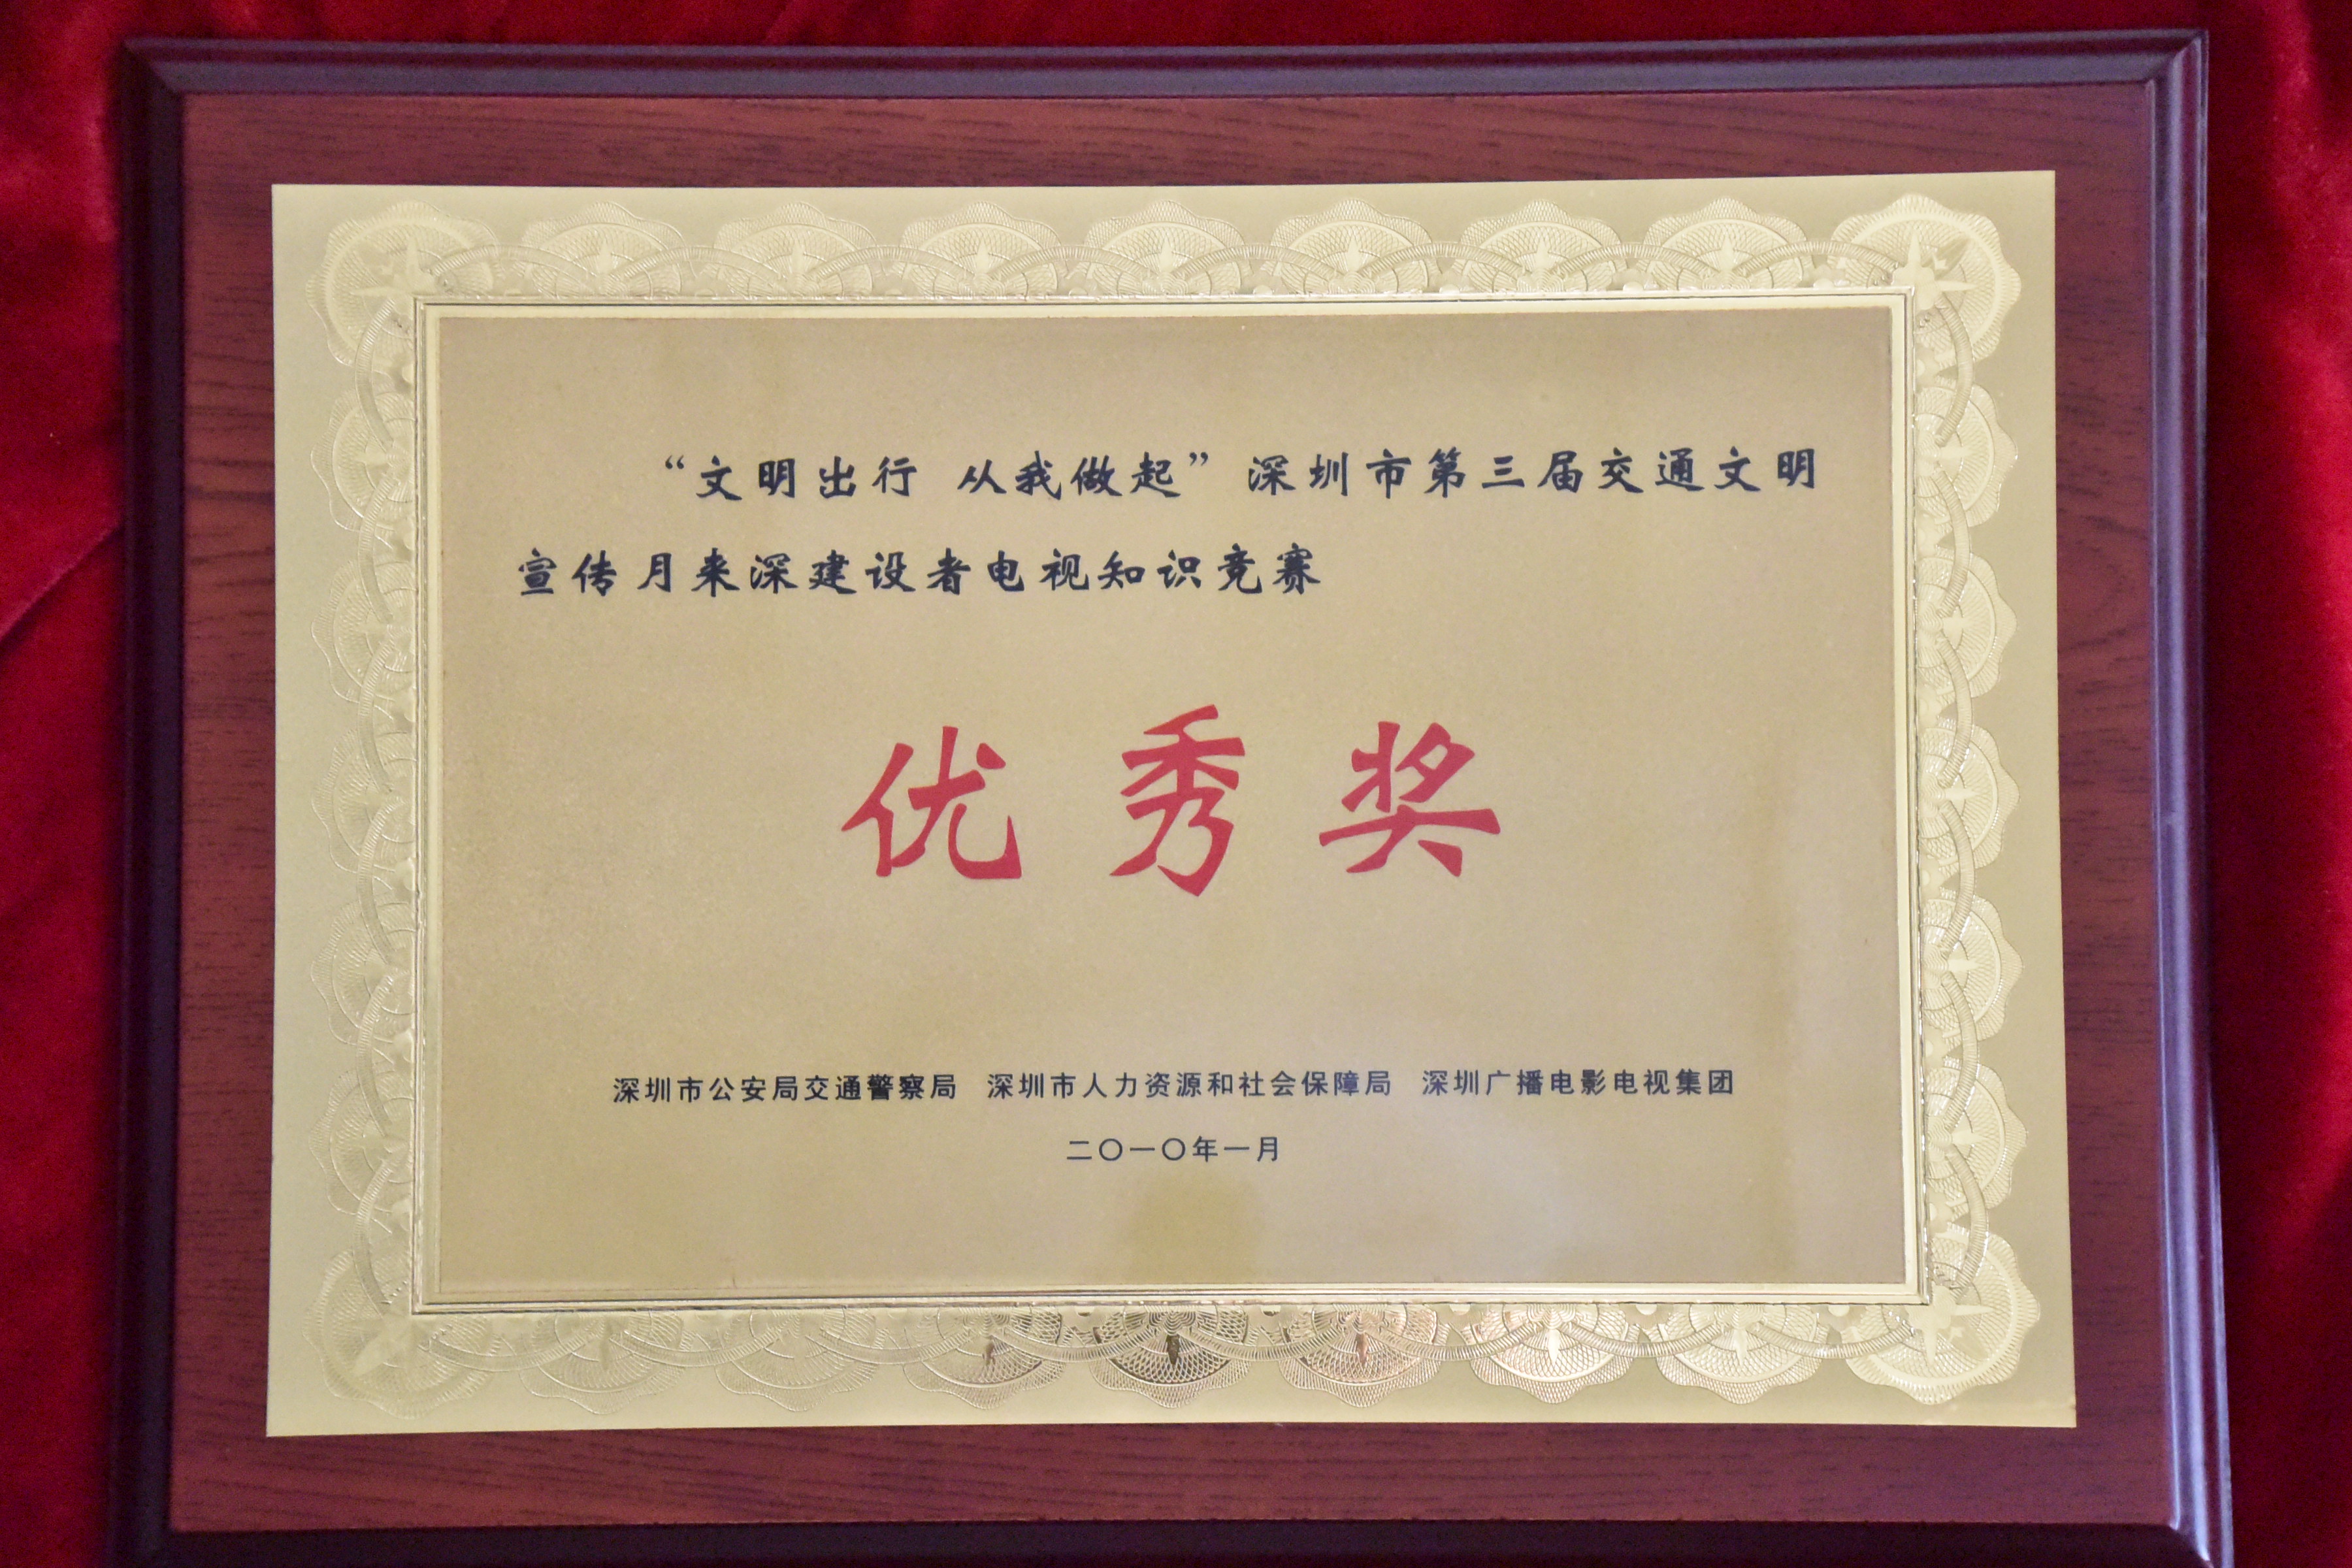 “文明出行 从我做起”深圳市第三届交通文明
宣传月来深建设者电视知识竞赛
优秀奖
深圳市公安局交通警察局 深圳市人力资源和社会保障局 深圳广播电影电视集团
二〇一〇年一月